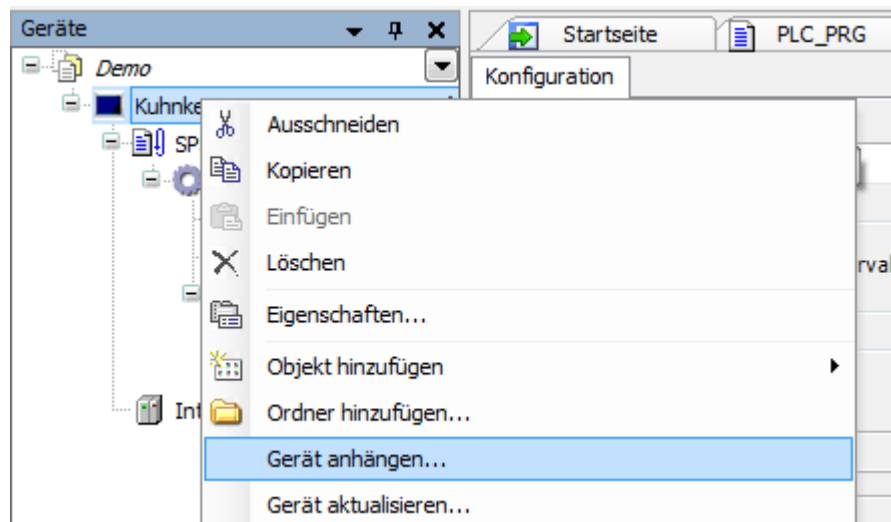 Geräte
Startseite
PLC_PRG
Demo
Konfiguration
Kuhnke
SP
Ausschneiden
Kopieren
Einfügen
Löschen
Eigenschaften...
Objekt hinzufügen
Int
Ordner hinzufügen...
Gerät anhängen...
Gerät aktualisieren...